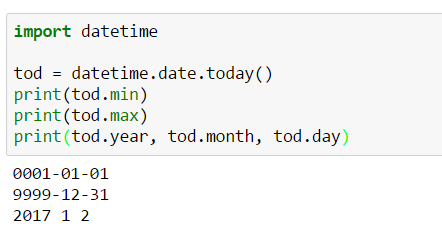 import datetime
tod = datetime.date.today()
print(tod.min)
print(tod.max)
print(tod.year, tod.month, tod.day)
0001-01-01
9999-12-31
2017 1 2